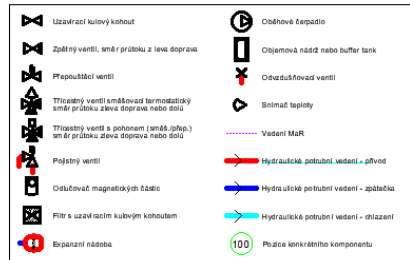 Uzavírací kulový kohout
Zpětný ventil, směr průtoku z leva doprava
Přepouštěcí ventil
Třícestný ventil směšovací termostatický
směr průtoku zleva doprava nebo dolů
Třícestný ventil s pohonem (směš./přep.)
směr průtoku zleva doprava nebo dolů
Pojistný ventil
Odlučovač magnetických částic
Filtr s uzavíracím kulovým kohoutem
Expanzní nádoba
Oběhové čerpadlo
Objemová nádrž nebo buffer tank
Odvzdušňovací ventil
Snímač teploty
Vedení MaR
Hydraulické potrubní vedení - přívod
Hydraulické potrubní vedení - zpátečka
Hydraulické potrubní vedení - chlazení
100 Pozice konkrétního komponentu